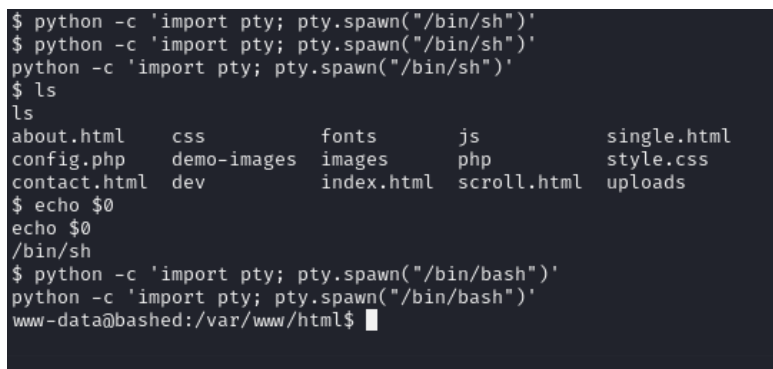 $ python -c 'import pty; pty.spawn("/bin/sh")'
$ python -c 'import pty; pty.spawn("/bin/sh")'
python -c 'import pty; pty.spawn("/bin/sh")'
$ ls
ls
about.html    css          fonts       js           single.html
config.php    demo-images  images      php          style.css
contact.html  dev          index.html  scroll.html  uploads
$ echo $0
echo $0
/bin/sh
$ python -c 'import pty; pty.spawn("/bin/bash")'
python -c 'import pty; pty.spawn("/bin/bash")'
www-data@bashed:/var/www/html$